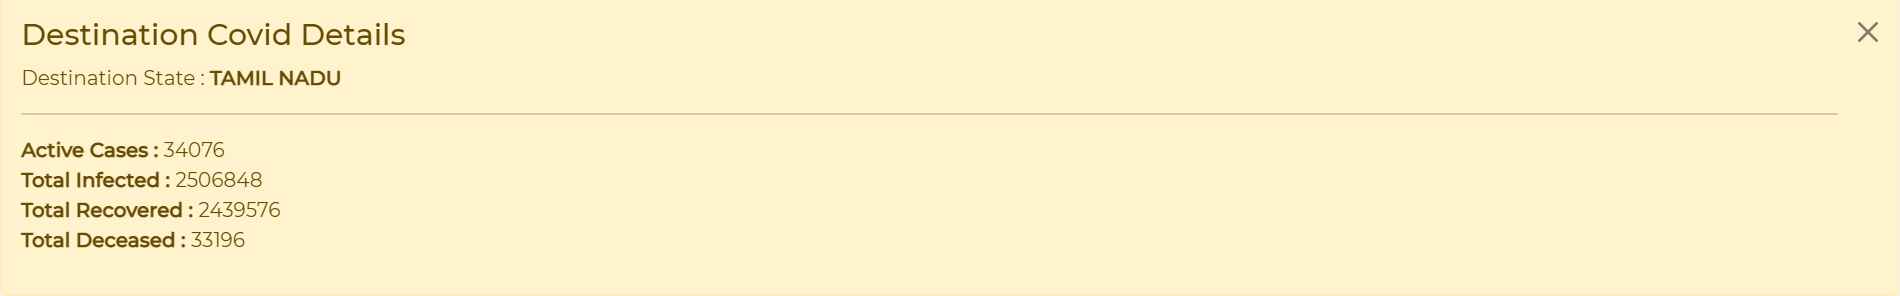 Destination Covid Details
Destination State : TAMIL NADU
Active Cases : 34076
Total Infected : 2506848
Total Recovered : 2439576
Total Deceased : 33196